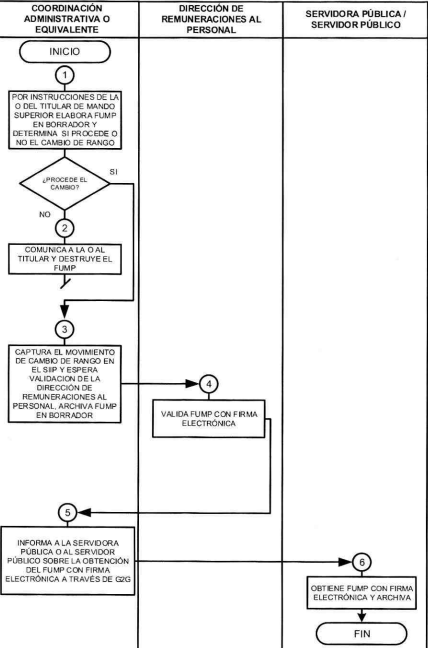 COORDINACIÓN
ADMINISTRATIVA O
EQUIVALENTE
DIRECCIÓN DE
REMUNERACIONES AL
PERSONAL
SERVIDORA PÚBLICA /
SERVIDOR PÚBLICO
INICIO
1
POR INSTRUCCIONES DE LA
O DEL TITULAR DE MANDO
SUPERIOR ELABORA FUMP
EN BORRADOR Y
DETERMINA SI PROCEDE O
NO EL CAMBIO DE RANGO
¿PROCEDE EL
CAMBIO?
SI
NO
2
COMUNICA A LA O AL
TITULAR Y DESTRUYE EL
FUMP
3
CAPTURA EL MOVIMIENTO
DE CAMBIO DE RANGO EN
EL SIIP Y ESPERA
VALIDACION DE LA
DIRECCIÓN DE
REMUNERACIONES AL
PERSONAL, ARCHIVA FUMP
EN BORRADOR
4
VALIDA FUMP CON FIRMA
ELECTRÓNICA
5
INFORMA A LA SERVIDORA
PÚBLICA O AL SERVIDOR
PÚBLICO SOBRE LA OBTENCIÓN
DEL FUMP CON FIRMA
ELECTRÓNICA A TRAVÉS DE G2G
6
OBTIENE FUMP CON FIRMA
ELECTRÓNICA Y ARCHIVA
FIN